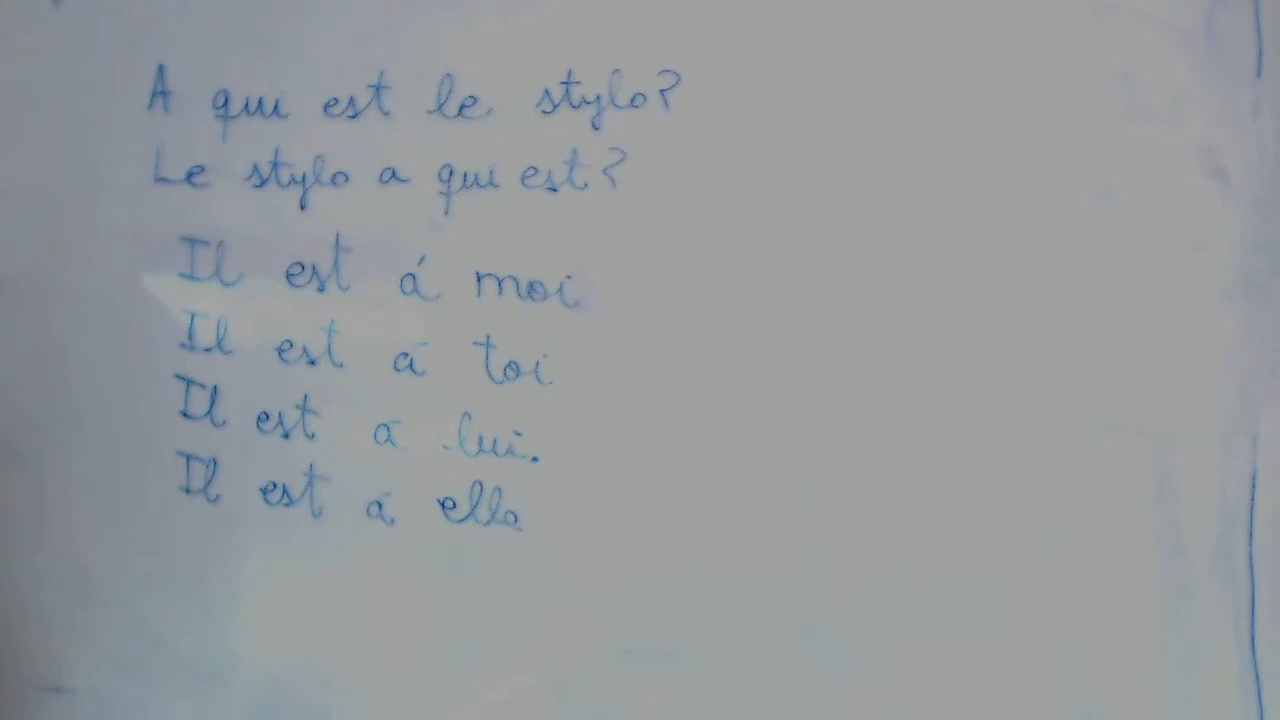 A qui est le stylo?
Le stylo a qui est?
Il est á moi
Il est á toi
Il est á lui.
Il est á elle